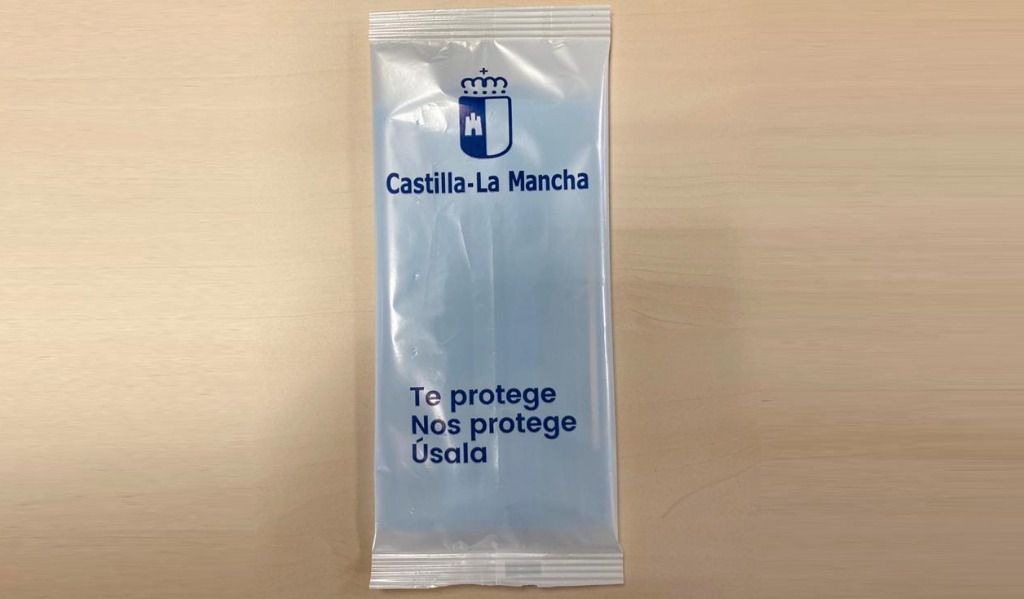 Castilla-La Mancha
Te protege
Nos protege
Úsala